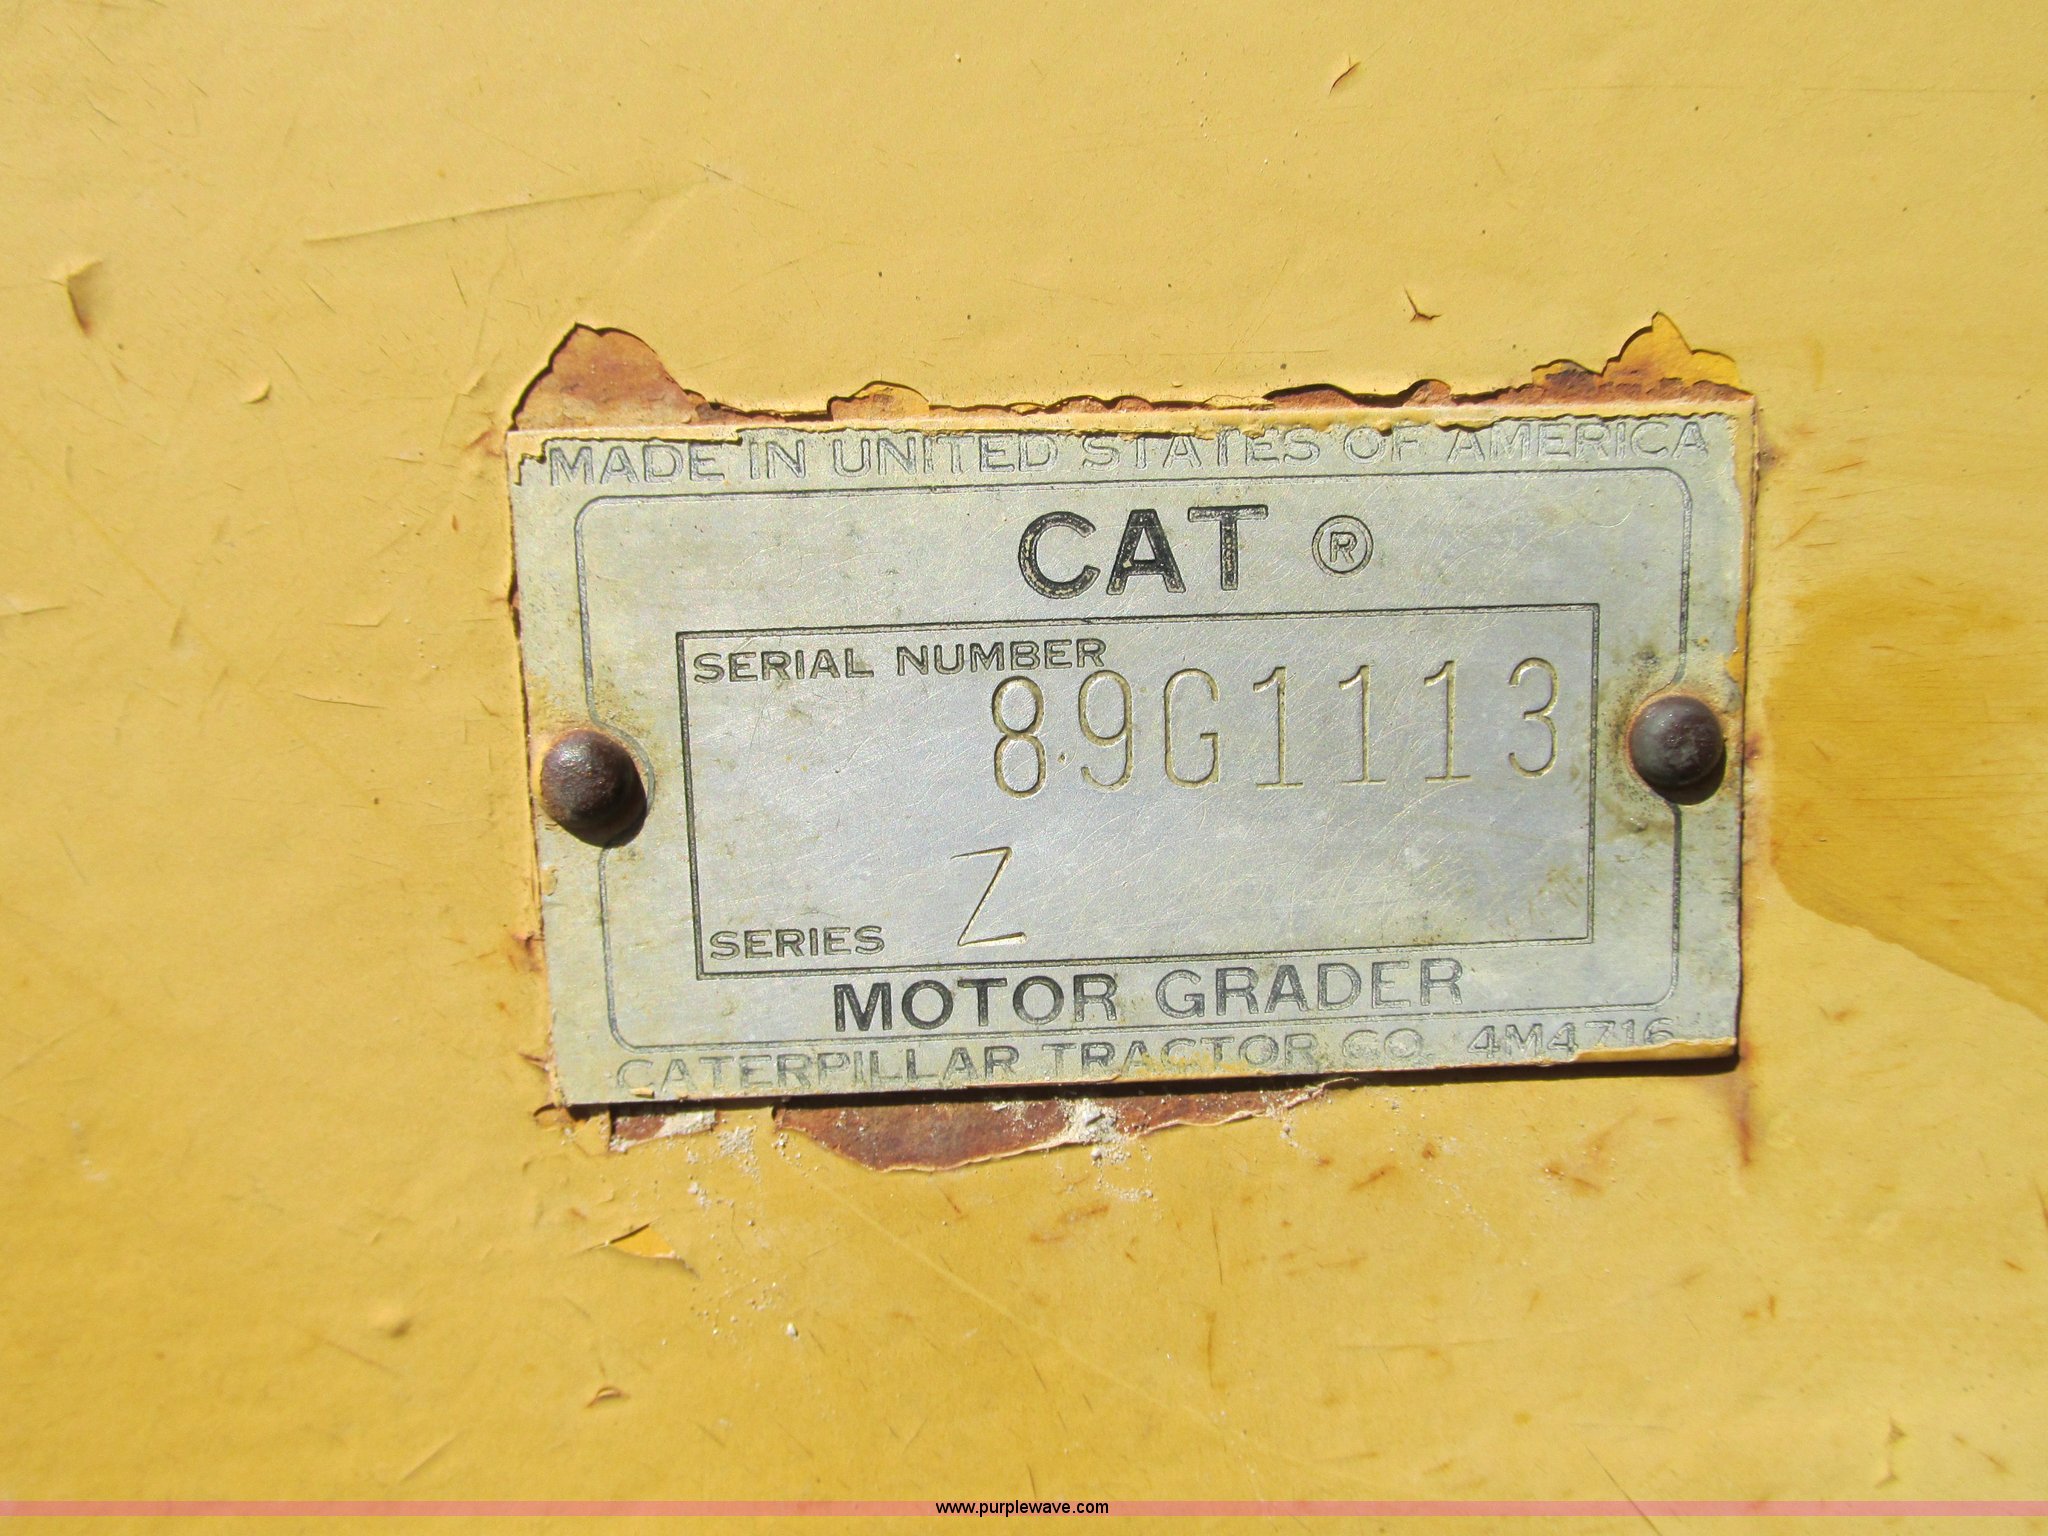 MADE IN UNITED STATES OF AMERICA
CAT ®
SERIAL NUMBER
89G1113
SERIES Z
MOTOR GRADER
CATERPILLAR TRACTOR CO. 4M4716
www.purplewave.com